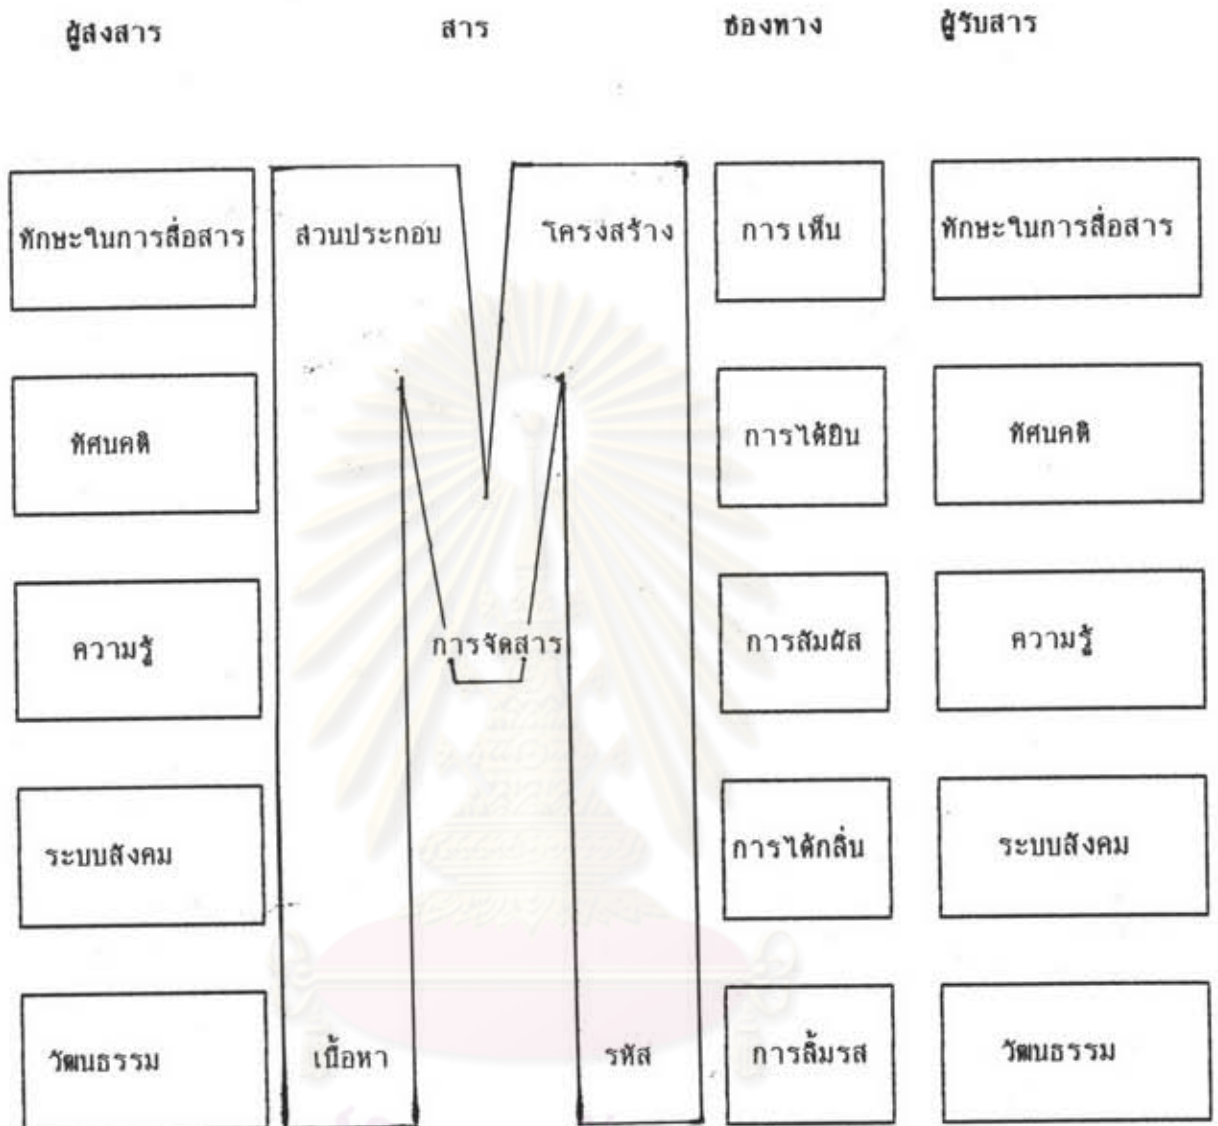 ผู้ส่งสาร สาร ช่องทาง ผู้รับสาร
ทักษะในการสื่อสาร ส่วนประกอบ โครงสร้าง การเห็น ทักษะในการสื่อสาร
ทัศนคติ การได้ยิน ทัศนคติ
ความรู้ การจัดสาร การสัมผัส ความรู้
ระบบสังคม การได้กลิ่น ระบบสังคม
วัฒนธรรม เนื้อหา รหัส การลิ้มรส วัฒนธรรม